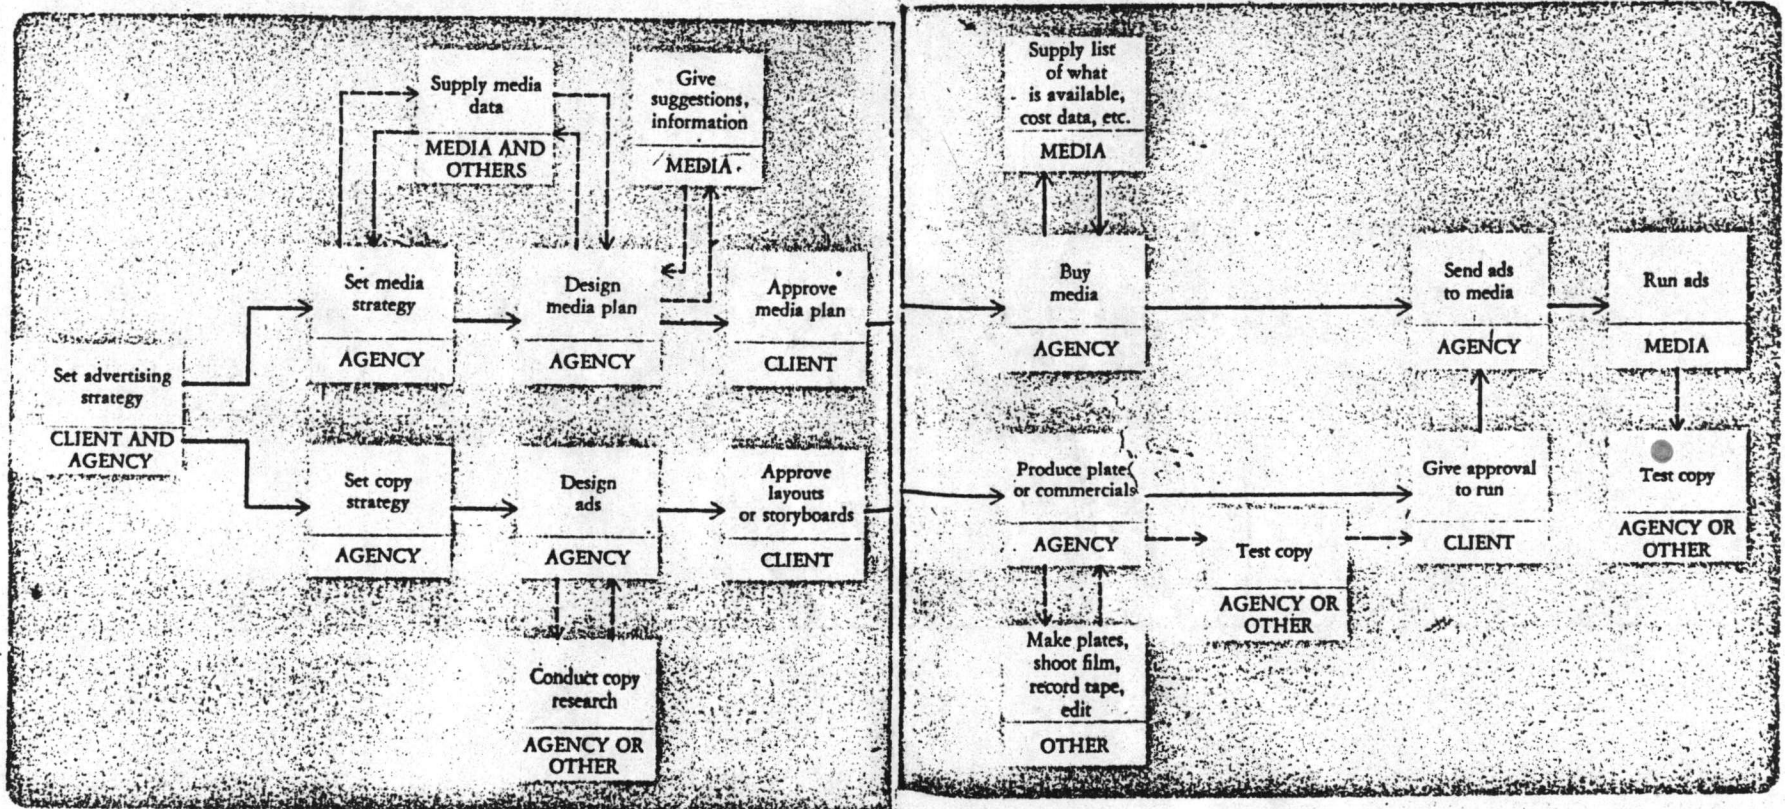 Supply media
data
MEDIA AND
OTHERS
Give
suggestions,
information
MEDIA
Set media
strategy
AGENCY
Design
media plan
AGENCY
Approve
media plan
CLIENT
Set advertising
strategy
CLIENT AND
AGENCY
Set copy
strategy
AGENCY
Design
ads
AGENCY
Approve
layouts
or storyboards
CLIENT
Conduct copy
research
AGENCY OR
OTHER
Supply list
of what
is available,
cost data, etc.
MEDIA
Buy
media
AGENCY
Send ads
to media
AGENCY
Run ads
MEDIA
Produce plates
or commercials
AGENCY
Test copy
AGENCY OR
OTHER
Give approval
to run
CLIENT
Test copy
AGENCY OR
OTHER
Make plates,
shoot film,
record tape,
edit
OTHER